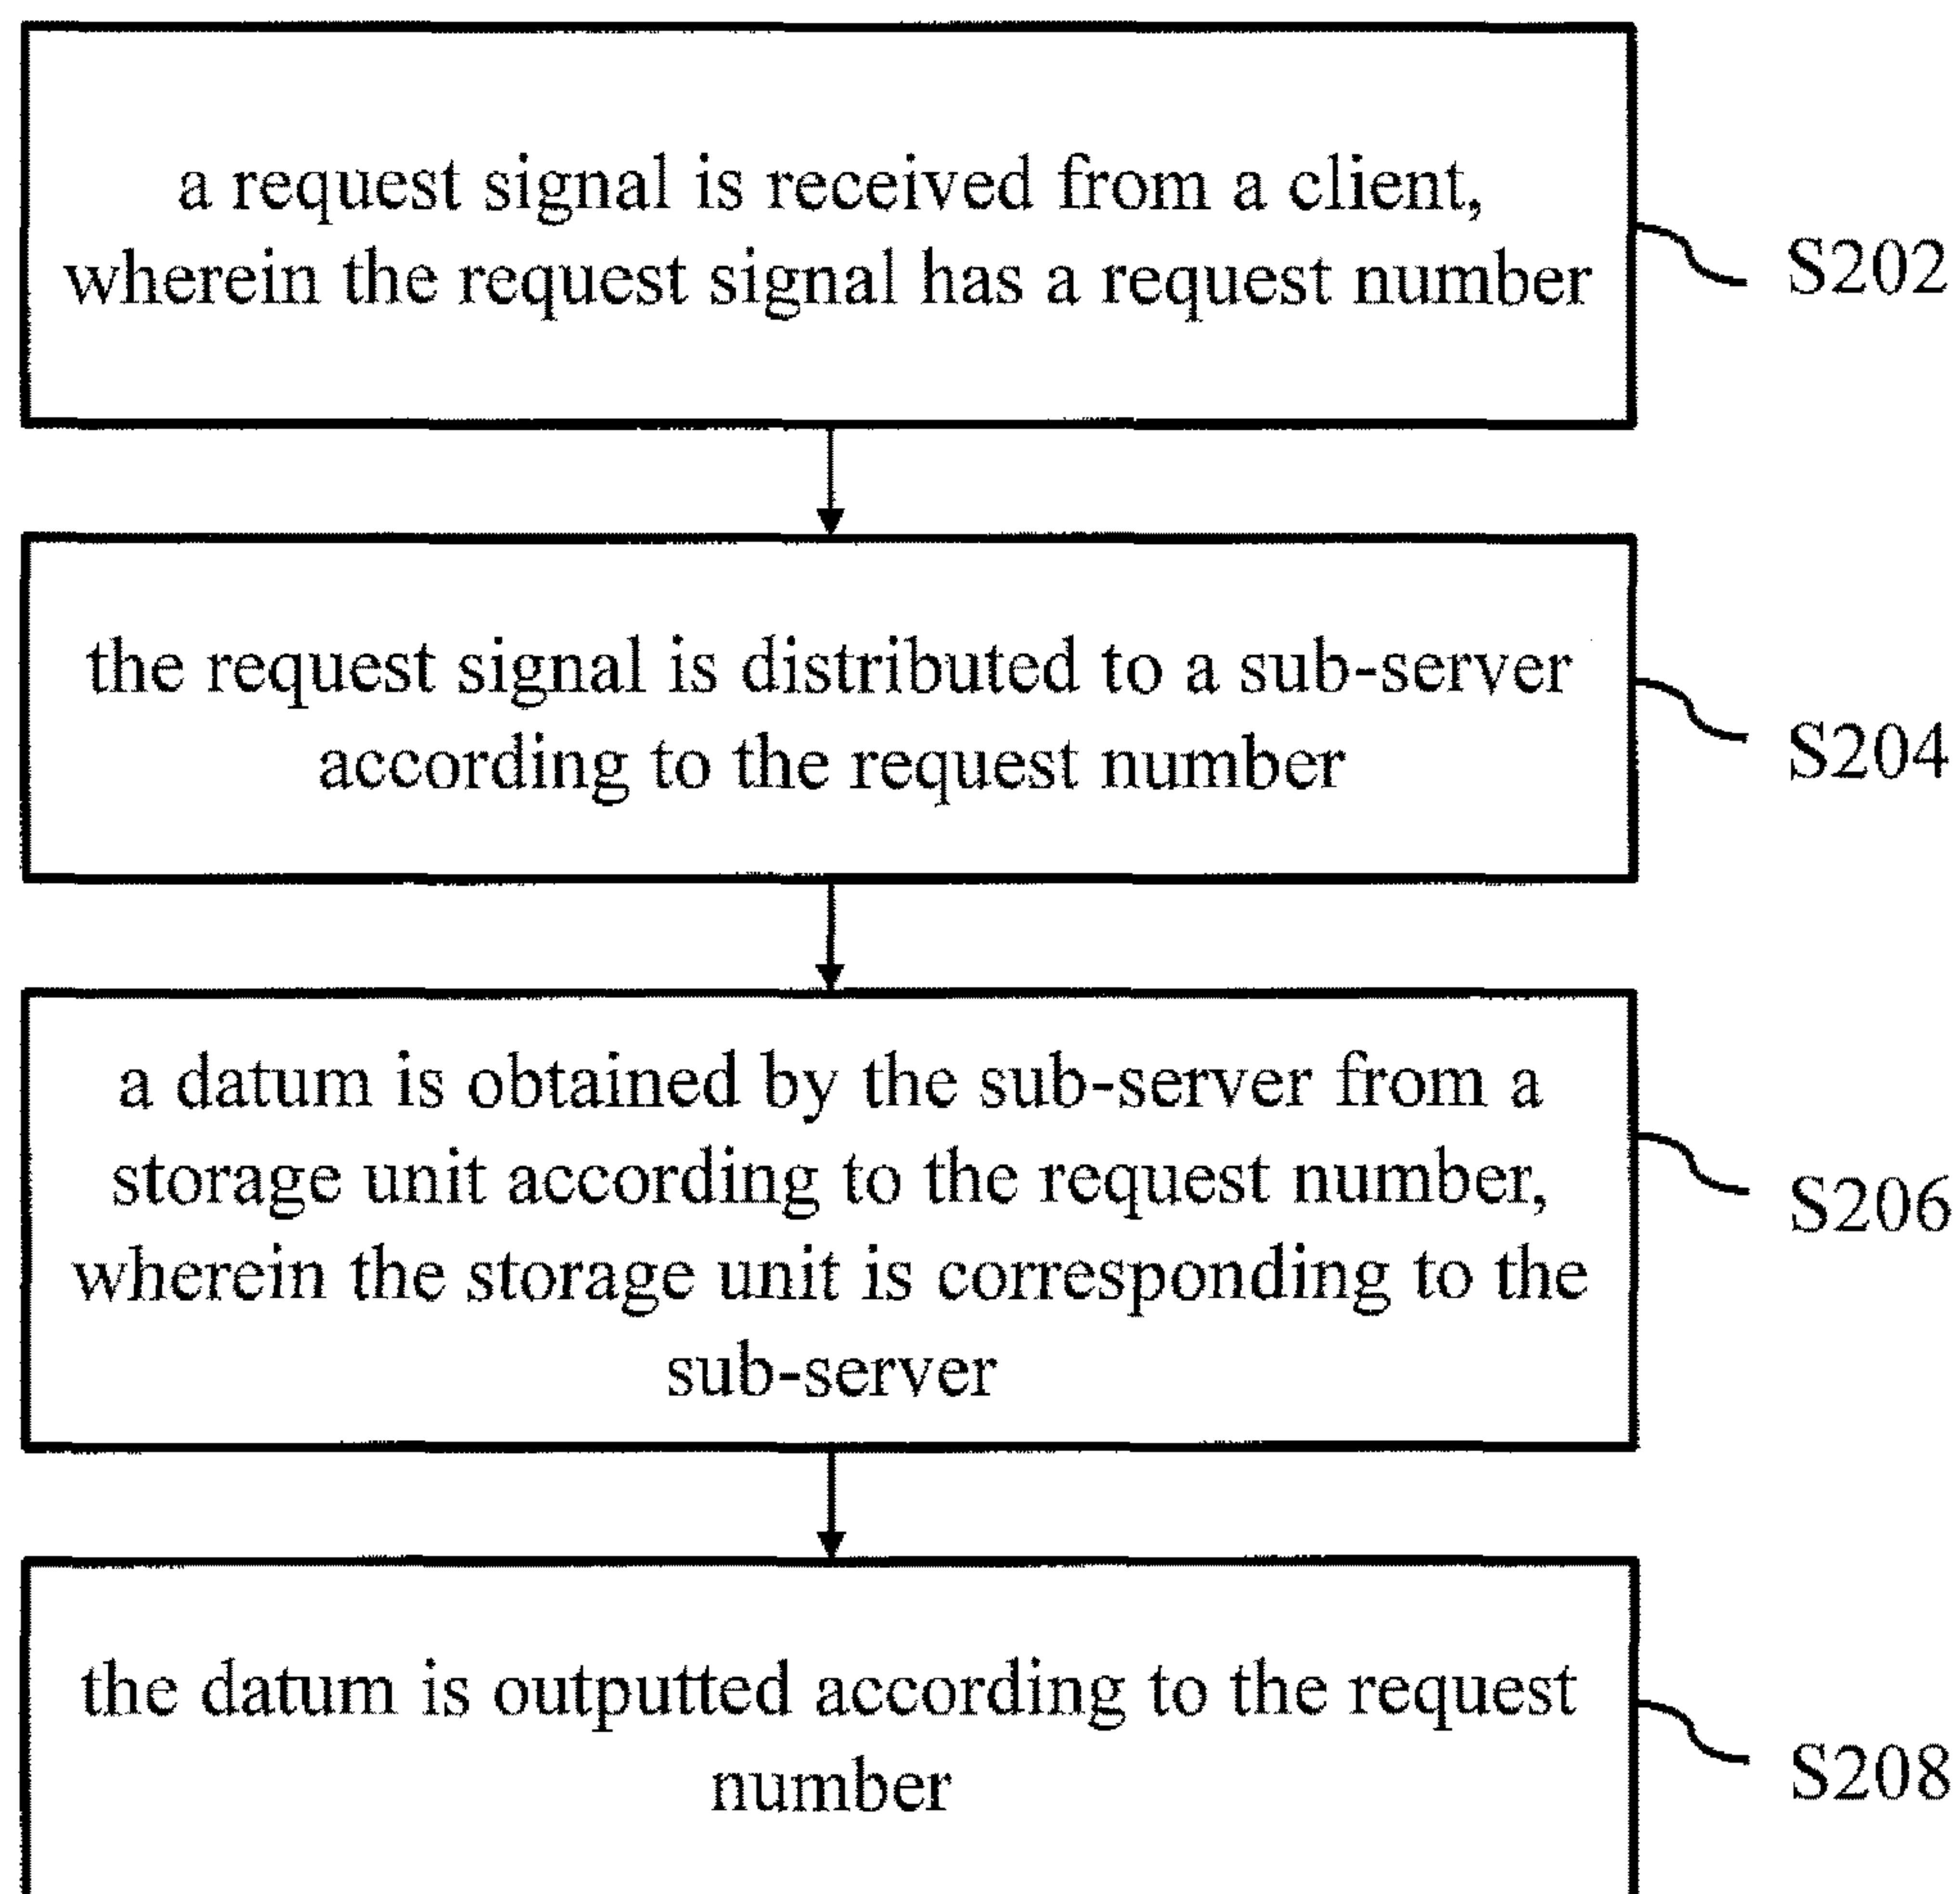 a request signal is received from a client,
wherein the request signal has a request number
S202
the request signal is distributed to a sub-server
according to the request number
S204
a datum is obtained by the sub-server from a
storage unit according to the request number,
wherein the storage unit is corresponding to the
sub-server
S206
the datum is outputted according to the request
number
S208